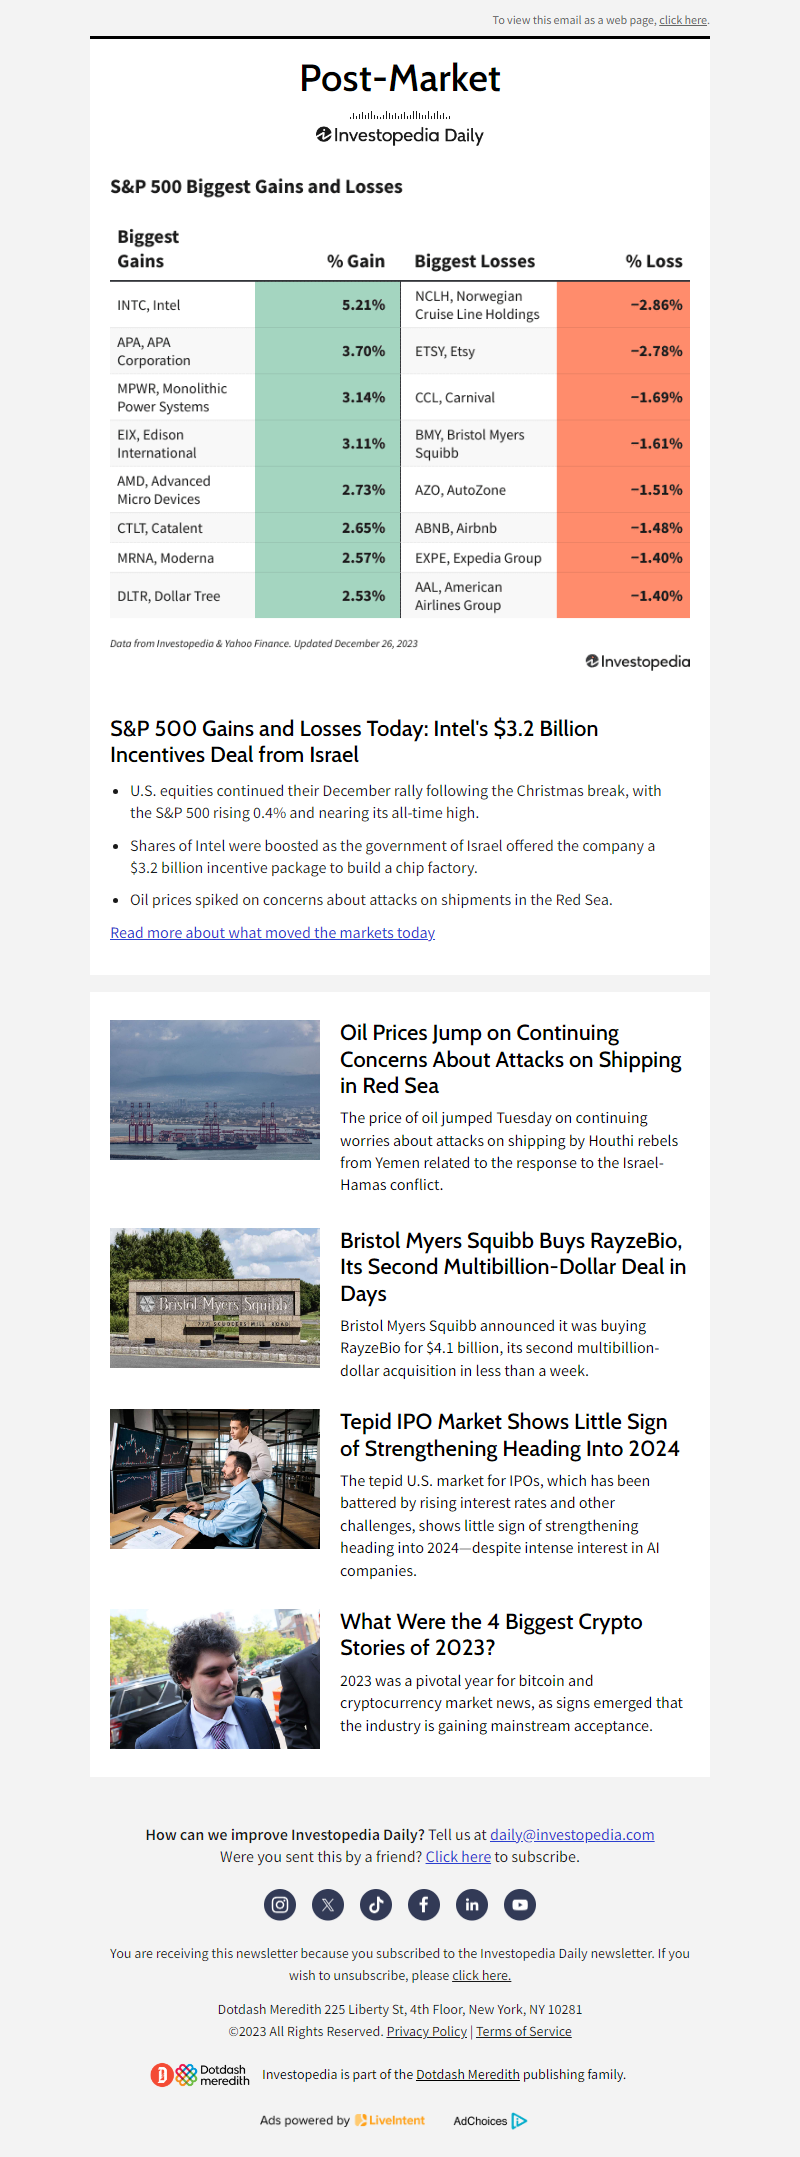 To view this email as a web page, click here.
Post-Market
Investopedia Daily
S&P 500 Biggest Gains and Losses
Biggest
Gains
% Gain
Biggest Losses
% Loss
INTC, Intel
5.21%
NCLH, Norwegian
Cruise Line Holdings
−2.86%
APA, APA
Corporation
3.70%
ETSY, Etsy
−2.78%
MPWR, Monolithic
Power Systems
3.14%
CCL, Carnival
−1.69%
EIX, Edison
International
3.11%
BMY, Bristol Myers
Squibb
−1.61%
AMD, Advanced
Micro Devices
2.73%
AZO, AutoZone
−1.51%
CTLT, Catalent
2.65%
ABNB, Airbnb
−1.48%
MRNA, Moderna
2.57%
EXPE, Expedia Group
−1.40%
DLTR, Dollar Tree
2.53%
AAL, American
Airlines Group
−1.40%
Data from Investopedia & Yahoo Finance. Updated December 26, 2023
Investopedia
S&P 500 Gains and Losses Today: Intel's $3.2 Billion
Incentives Deal from Israel
• U.S. equities continued their December rally following the Christmas break, with
the S&P 500 rising 0.4% and nearing its all-time high.
• Shares of Intel were boosted as the government of Israel offered the company a
$3.2 billion incentive package to build a chip factory.
• Oil prices spiked on concerns about attacks on shipments in the Red Sea.
Read more about what moved the markets today
Oil Prices Jump on Continuing
Concerns About Attacks on Shipping
in Red Sea
The price of oil jumped Tuesday on continuing
worries about attacks on shipping by Houthi rebels
from Yemen related to the response to the Israel-
Hamas conflict.
Bristol Myers Squibb
777 SCUDDERS MILL ROAD
Bristol Myers Squibb Buys RayzeBio,
Its Second Multibillion-Dollar Deal in
Days
Bristol Myers Squibb announced it was buying
RayzeBio for $4.1 billion, its second multibillion-
dollar acquisition in less than a week.
Tepid IPO Market Shows Little Sign
of Strengthening Heading Into 2024
The tepid U.S. market for IPOs, which has been
battered by rising interest rates and other
challenges, shows little sign of strengthening
heading into 2024—despite intense interest in AI
companies.
What Were the 4 Biggest Crypto
Stories of 2023?
2023 was a pivotal year for bitcoin and
cryptocurrency market news, as signs emerged that
the industry is gaining mainstream acceptance.
How can we improve Investopedia Daily? Tell us at daily@investopedia.com
Were you sent this by a friend? Click here to subscribe.
You are receiving this newsletter because you subscribed to the Investopedia Daily newsletter. If you
wish to unsubscribe, please click here.
Dotdash Meredith 225 Liberty St, 4th Floor, New York, NY 10281
©2023 All Rights Reserved. Privacy Policy | Terms of Service
Dotdash
meredith
Investopedia is part of the Dotdash Meredith publishing family.
Ads powered by LiveIntent
AdChoices